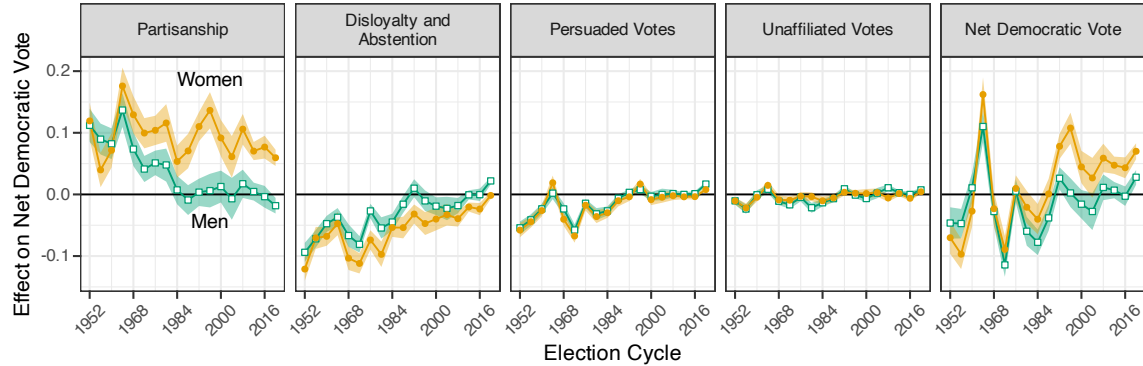 Partisanship
Disloyalty and
Abstention
Persuaded Votes
Unaffiliated Votes
Net Democratic Vote
Effect on Net Democratic Vote
0.2
0.1
0.0
-0.1
Women
Men
1952
1968
1984
2000
2016
1952
1968
1984
2000
2016
1952
1968
1984
2000
2016
1952
1968
1984
2000
2016
1952
1968
1984
2000
2016
Election Cycle